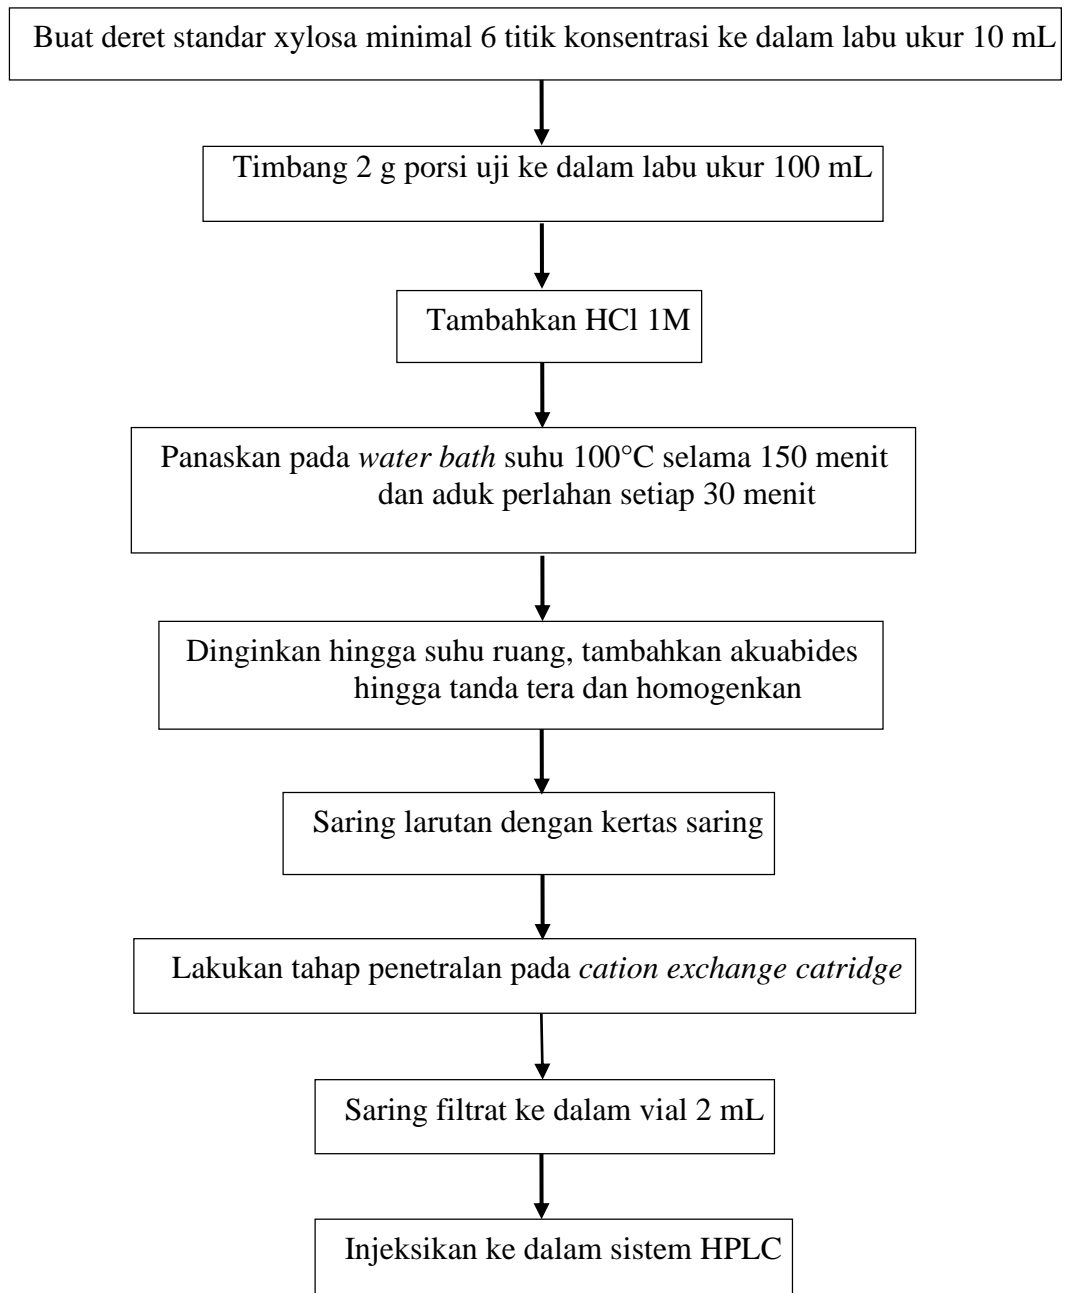 Buat deret standar xylosa minimal 6 titik konsentrasi ke dalam labu ukur 10 mL
Timbang 2 g porsi uji ke dalam labu ukur 100 mL
Tambahkan HCl 1M
Panaskan pada water bath suhu 100°C selama 150 menit
dan aduk perlahan setiap 30 menit
Dinginkan hingga suhu ruang, tambahkan akuabides
hingga tanda tera dan homogenkan
Saring larutan dengan kertas saring
Lakukan tahap penetralan pada cation exchange catridge
Saring filtrat ke dalam vial 2 mL
Injeksikan ke dalam sistem HPLC